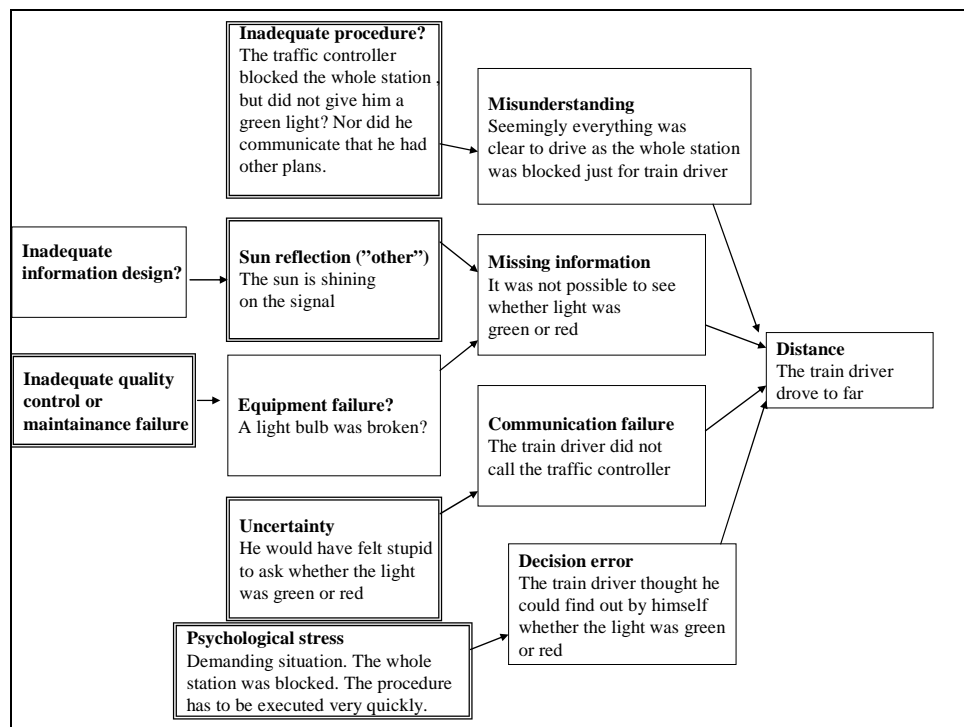 Inadequate procedure?
The traffic controller
blocked the whole station ,
but did not give him a
green light? Nor did he
communicate that he had
other plans.
Misunderstanding
Seemingly everything was
clear to drive as the whole station
was blocked just for train driver
Inadequate
information design?
Sun reflection (”other”)
The sun is shining
on the signal
Missing information
It was not possible to see
whether light was
green or red
Distance
The train driver
drove to far
Inadequate quality
control or
maintainance failure
Equipment failure?
A light bulb was broken?
Communication failure
The train driver did not
call the traffic controller
Uncertainty
He would have felt stupid
to ask whether the light
was green or red
Decision error
The train driver thought he
could find out by himself
whether the light was green
or red
Psychological stress
Demanding situation. The whole
station was blocked. The procedure
has to be executed very quickly.